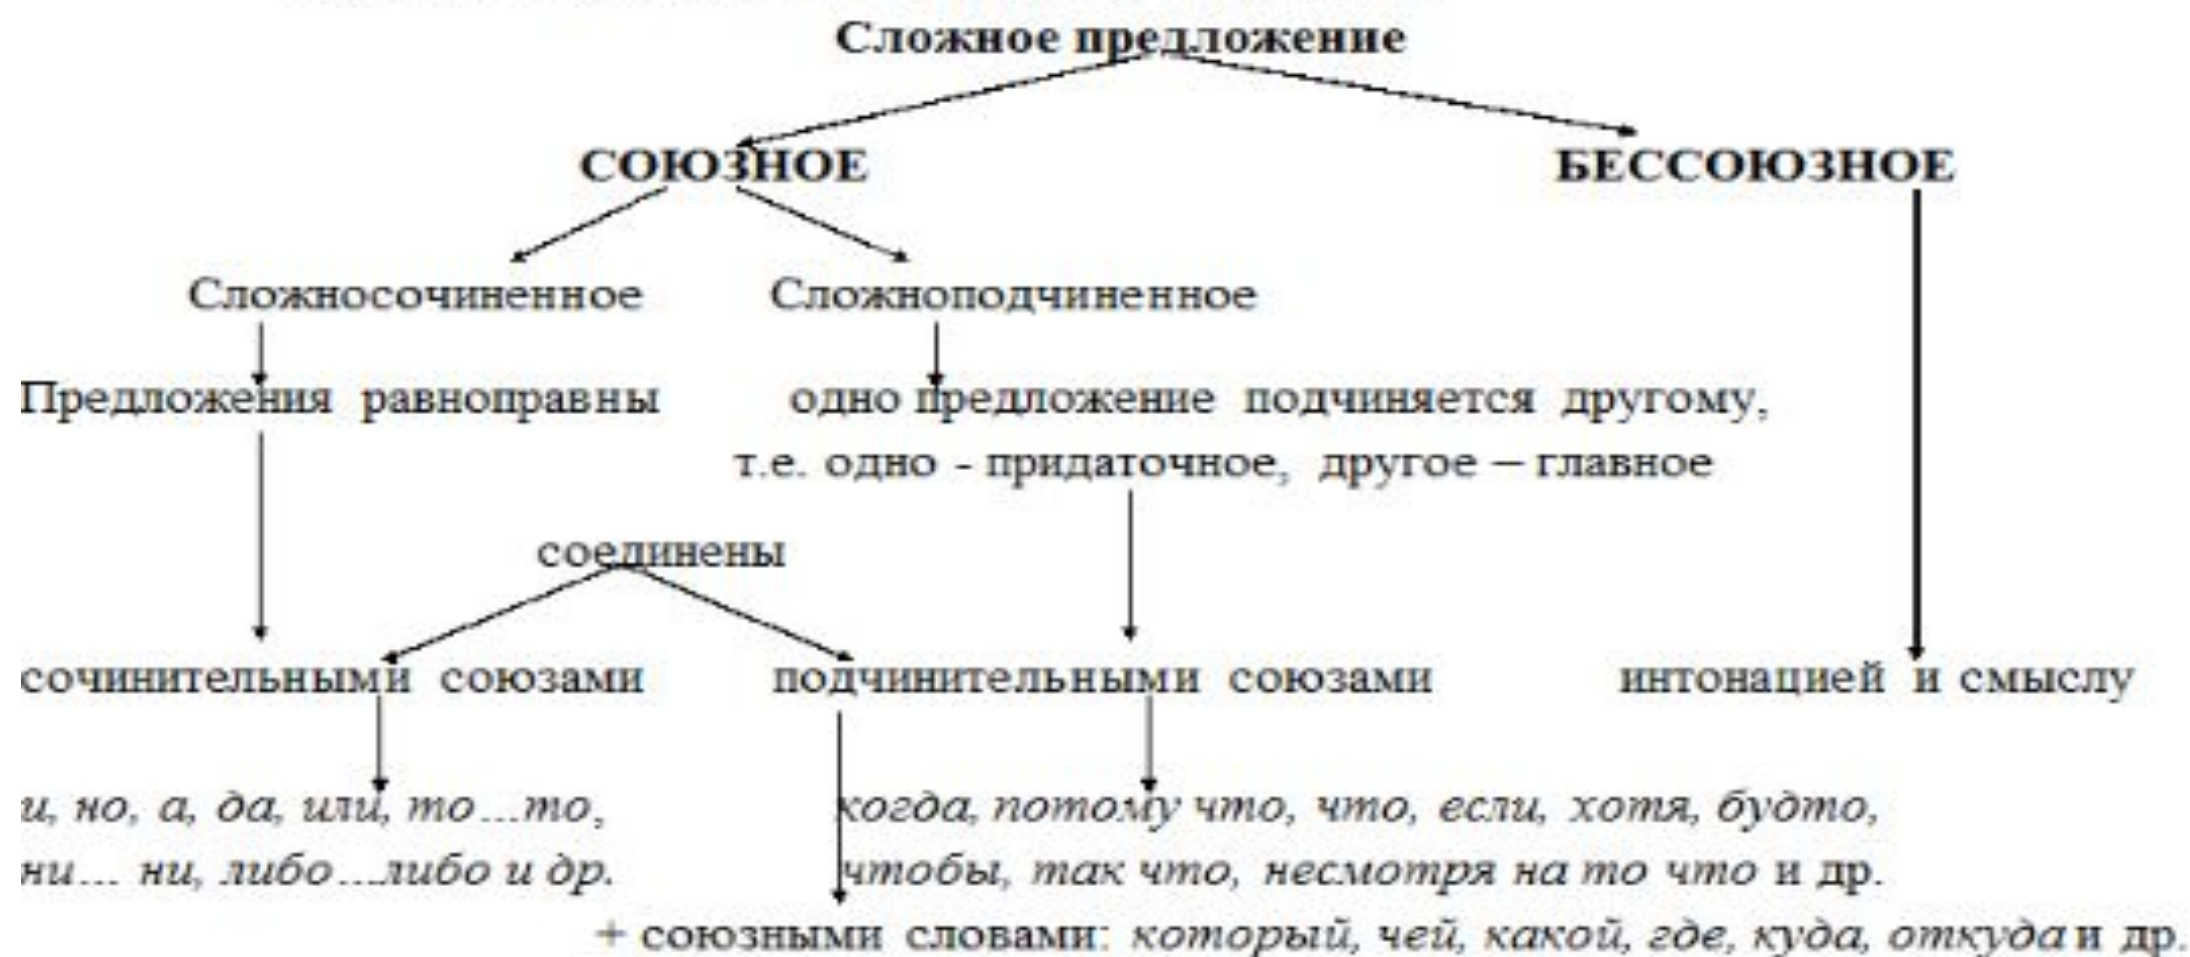 Сложное предложение
СОЮЗНОЕ БЕССОЮЗНОЕ
Сложносочиненное Сложноподчиненное
Предложения равноправны одно предложение подчиняется другому,
т.е. одно - придаточное, другое – главное
соединены
сочинительными союзами подчинительными союзами интонацией и смыслу
и, но, а, да, или, то...то, когда, потому что, что, если, хотя, будто,
ни... ни, либо...либо и др. чтобы, так что, несмотря на то что и др.
+ союзными словами: который, чей, какой, где, куда, откуда и др.